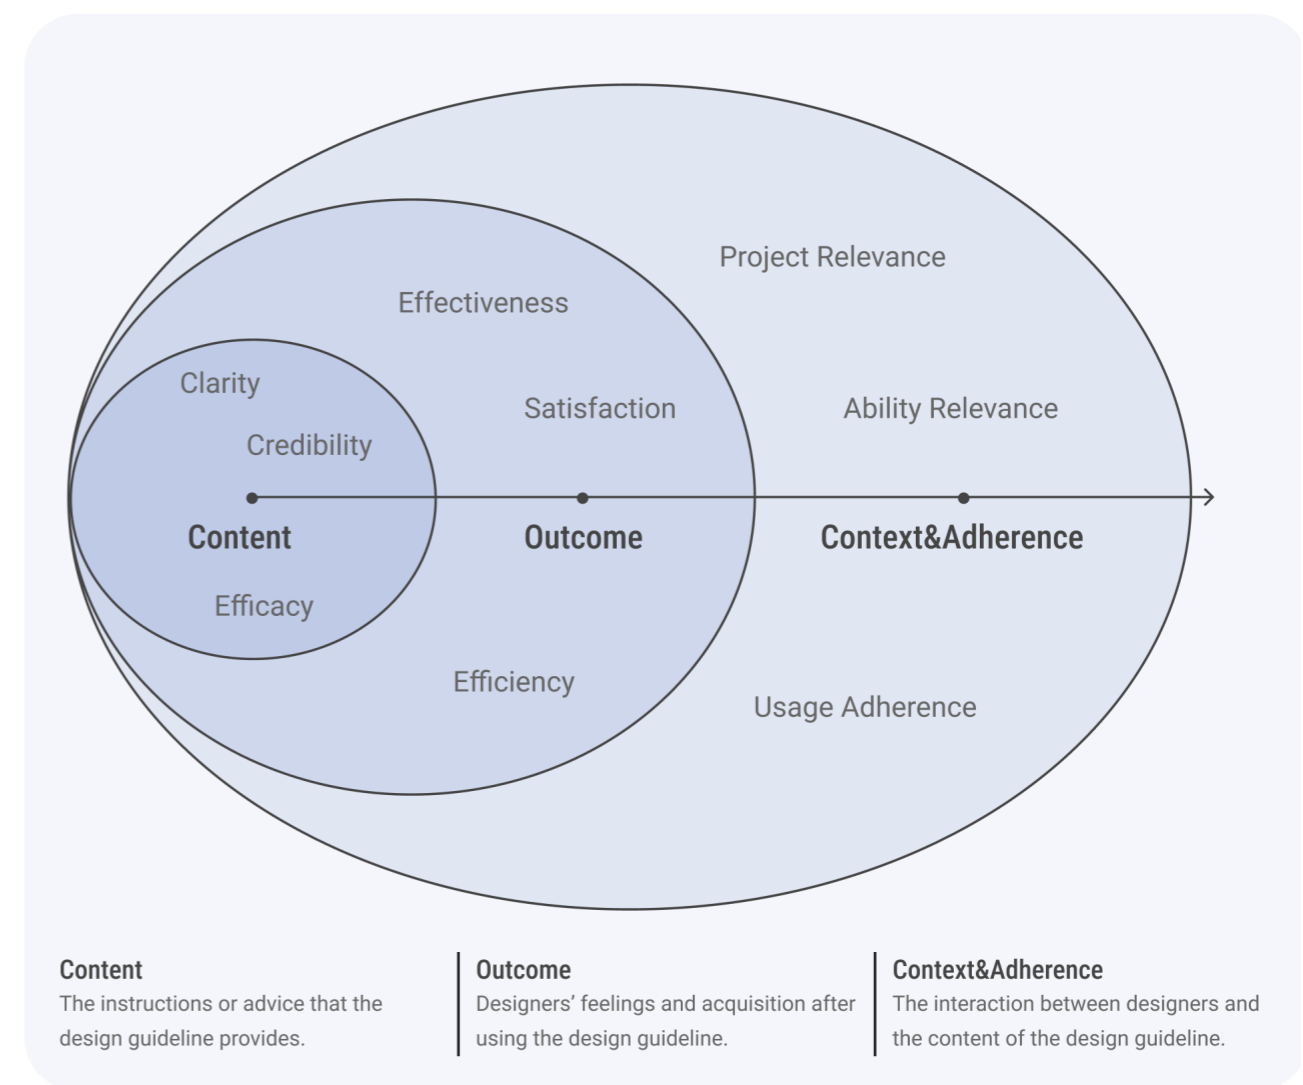 Project Relevance
Effectiveness
Clarity
Satisfaction
Ability Relevance
Credibility
Content
Outcome
Context&Adherence
Efficacy
Efficiency
Usage Adherence
Content
The instructions or advice that the
design guideline provides.
Outcome
Designers’ feelings and acquisition after
using the design guideline.
Context&Adherence
The interaction between designers and
the content of the design guideline.